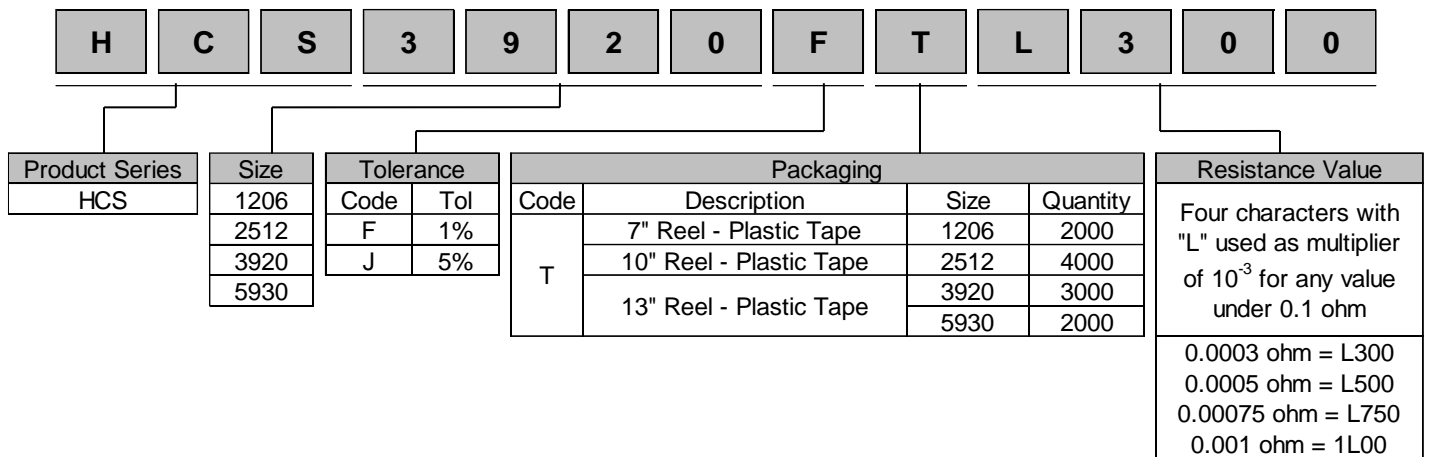 H C S 3 9 2 0 F T L 3 0 0
Product Series
HCS
Size
1206
2512
3920
5930
Tolerance
Code Tol
F 1%
J 5%
Packaging
Code Description Size Quantity
T
7" Reel - Plastic Tape 1206 2000
10" Reel - Plastic Tape 2512 4000
13" Reel - Plastic Tape 3920 3000
5930 2000
Resistance Value
Four characters with
"L" used as multiplier
of 10⁻³ for any value
under 0.1 ohm
0.0003 ohm = L300
0.0005 ohm = L500
0.00075 ohm = L750
0.001 ohm = 1L00